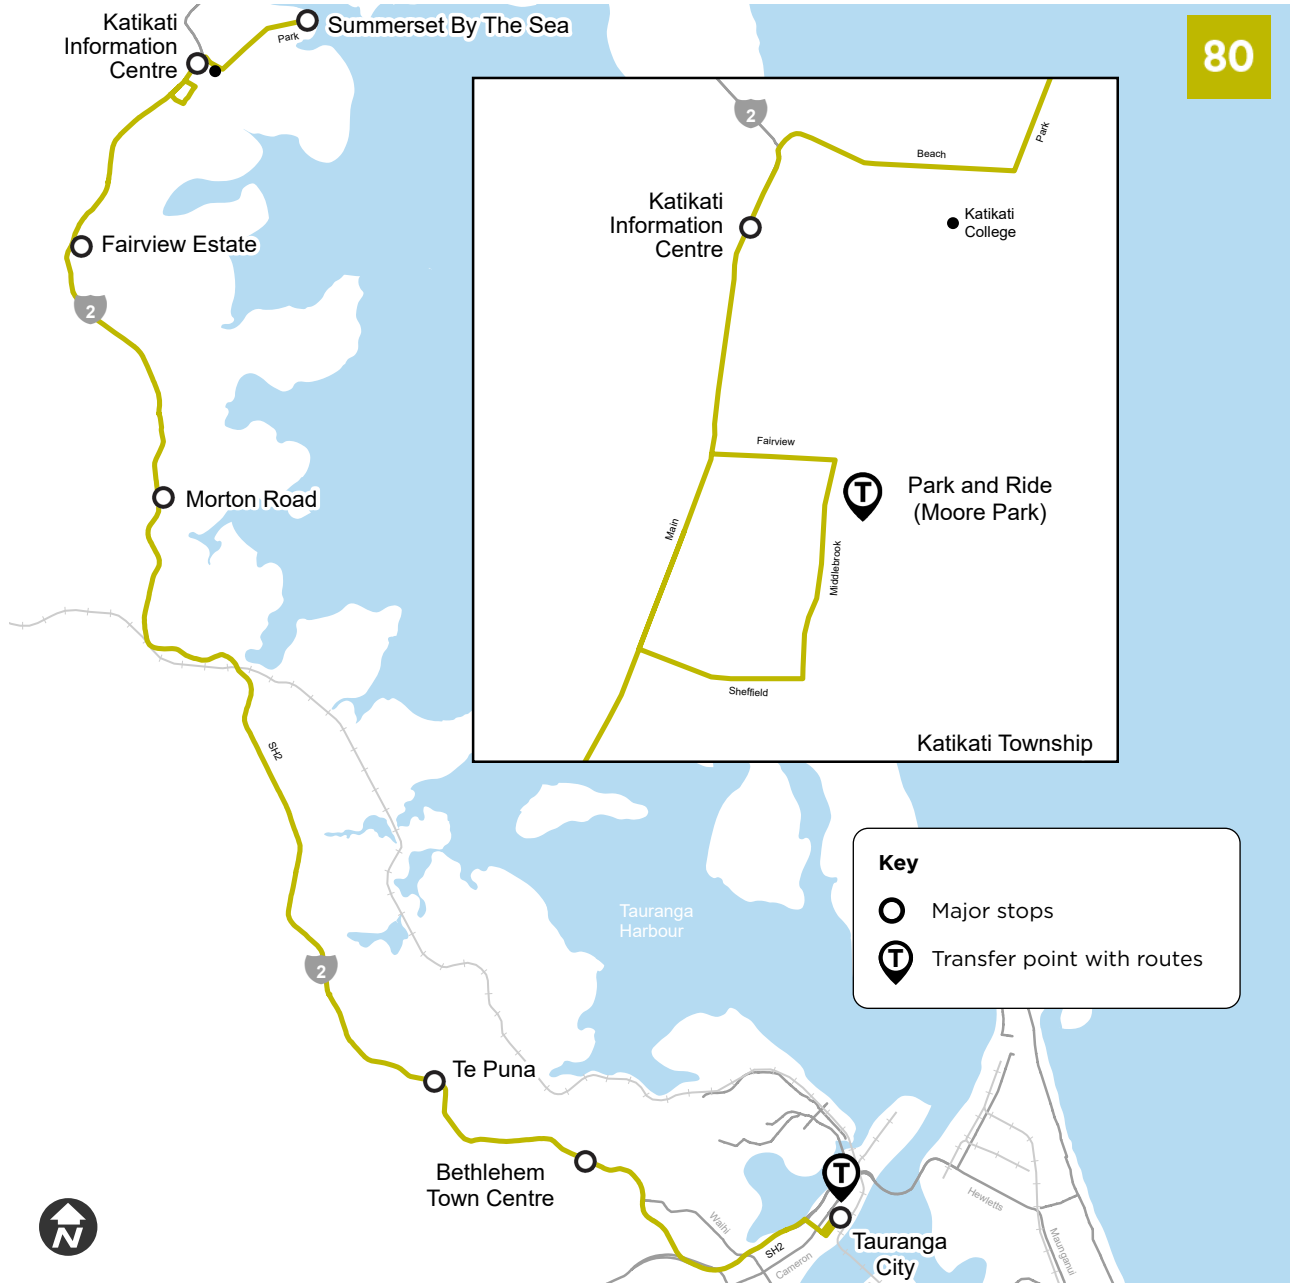 Katikati
Information
Centre
Park
Summerset By The Sea
80
2
Beach
Park
Katikati
Information
Centre
Katikati
College
Fairview Estate
2
Fairview
Park and Ride
(Moore Park)
T
Main
Middlebrook
Morton Road
Sheffield
Katikati Township
SH2
Key
Major stops
T
Transfer point with routes
Tauranga
Harbour
2
Te Puna
Bethlehem
Town Centre
T
Waihi
Hewletts
Maunganui
SH2
Cameron
Tauranga
City
N